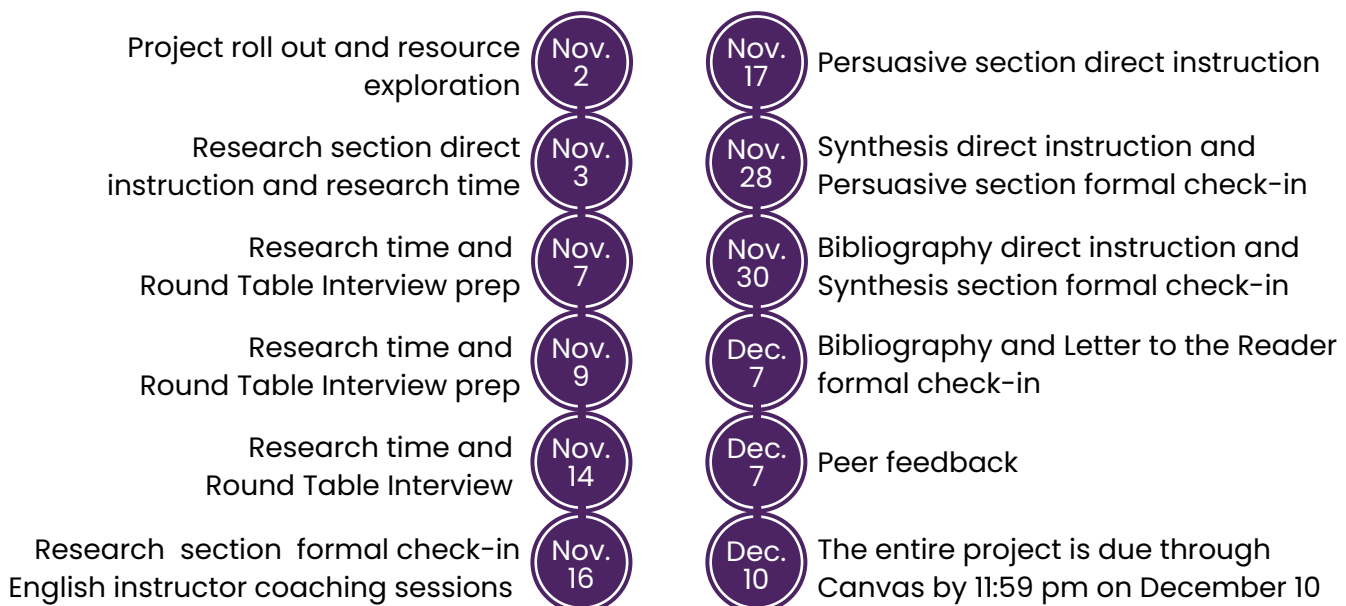 Project roll out and resource
exploration
Nov.
2
Research section direct
instruction and research time
Nov.
3
Research time and
Round Table Interview prep
Nov.
7
Research time and
Round Table Interview prep
Nov.
9
Research time and
Round Table Interview
Nov.
14
Research section formal check-in
English instructor coaching sessions
Nov.
16
Nov.
17
Persuasive section direct instruction
Nov.
28
Synthesis direct instruction and
Persuasive section formal check-in
Nov.
30
Bibliography direct instruction and
Synthesis section formal check-in
Dec.
7
Bibliography and Letter to the Reader
formal check-in
Dec.
7
Peer feedback
Dec.
10
The entire project is due through
Canvas by 11:59 pm on December 10